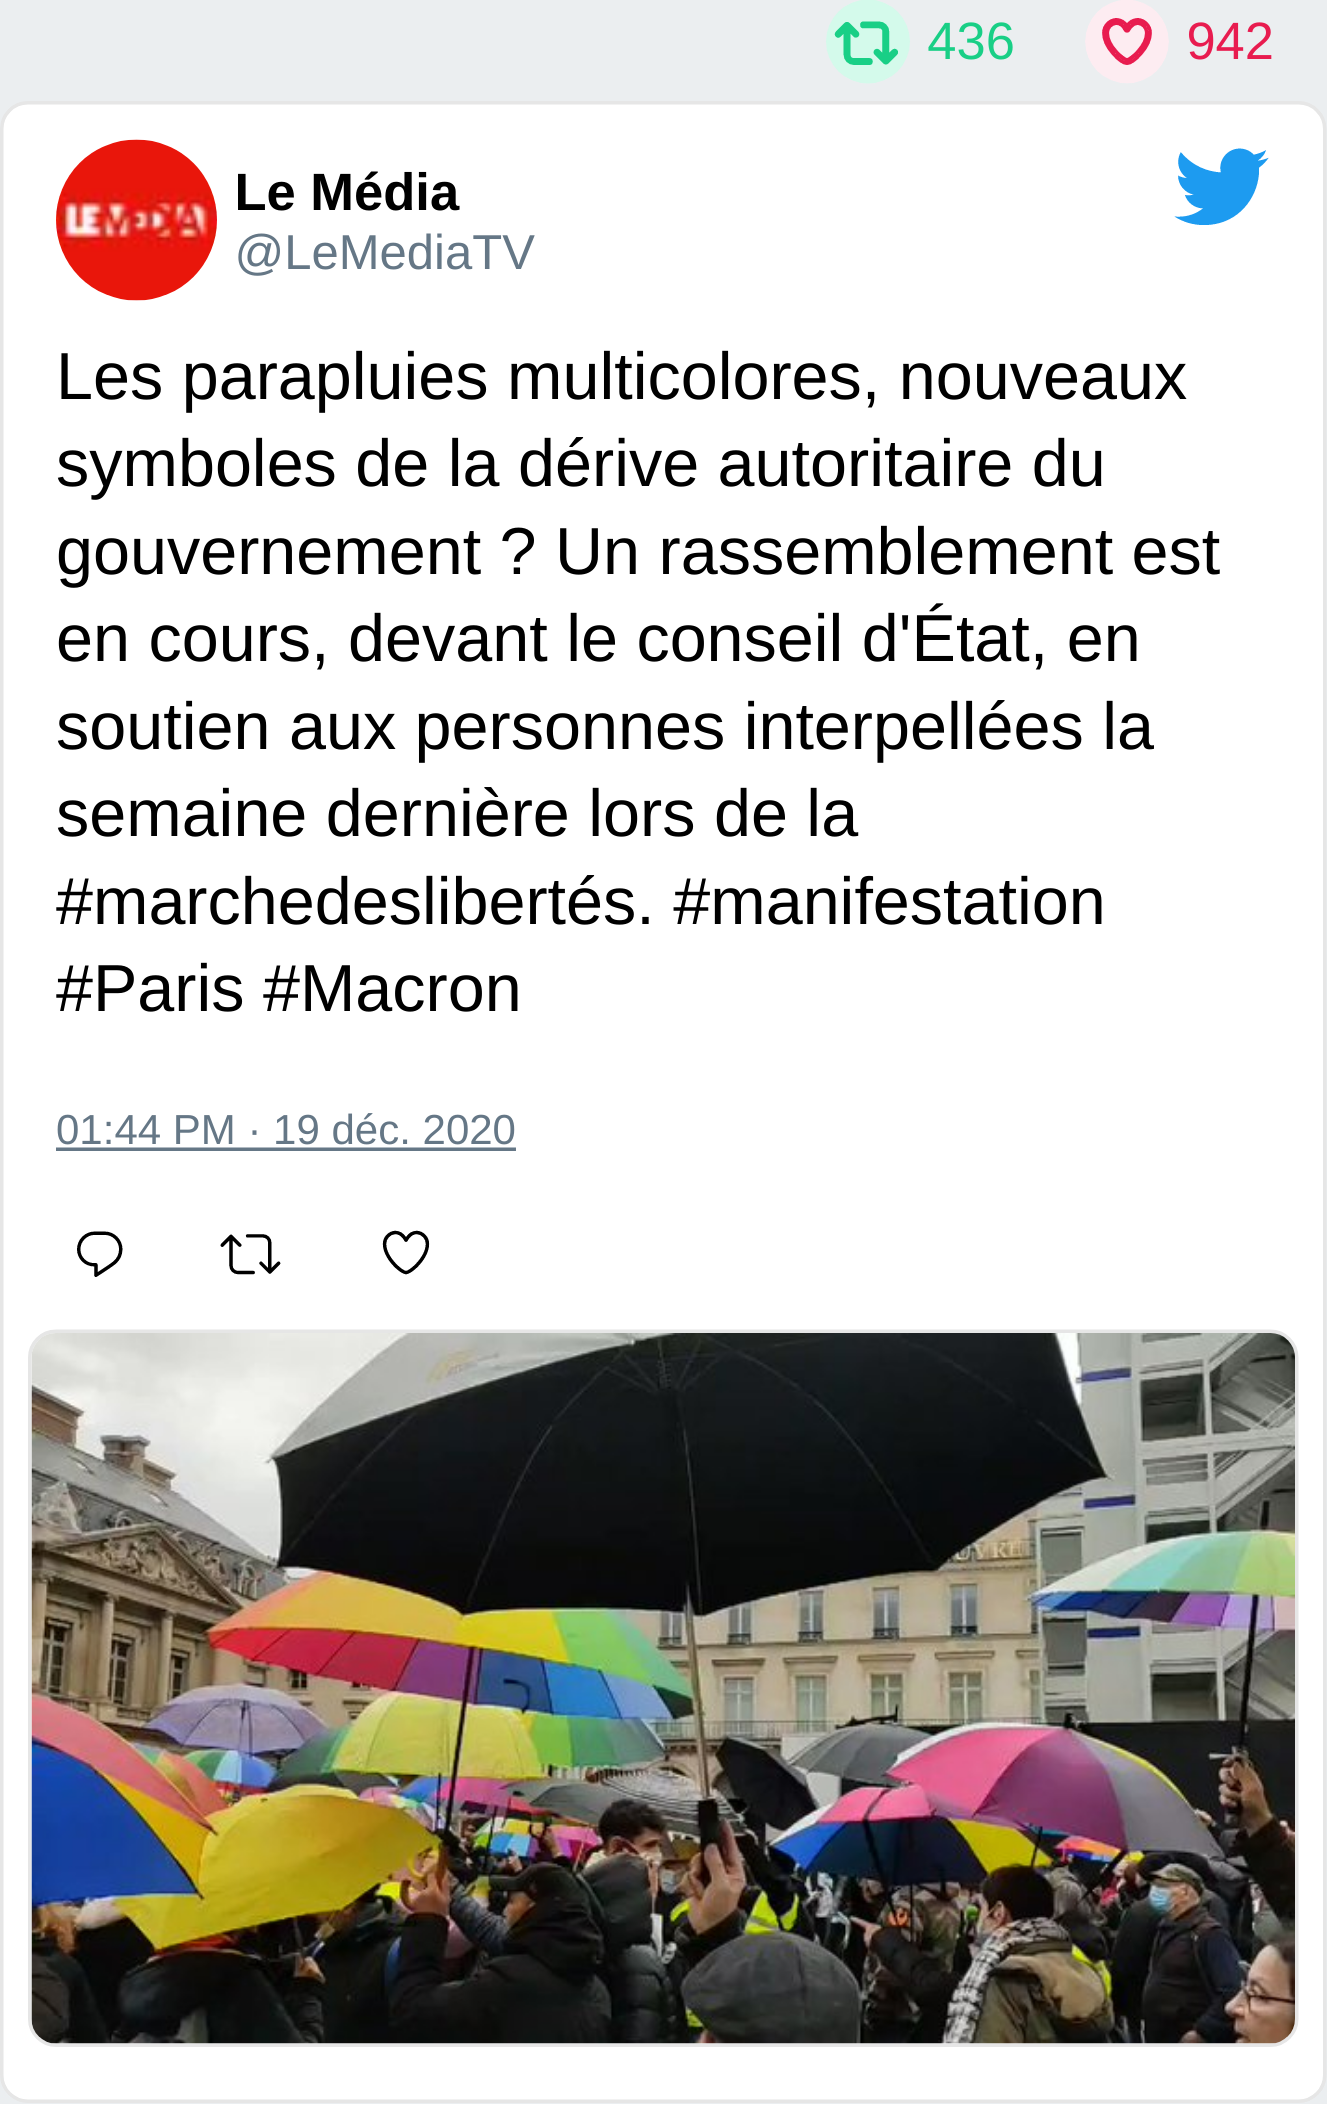 436 942
Le Média
@LeMediaTV
Les parapluies multicolores, nouveaux
symboles de la dérive autoritaire du
gouvernement ? Un rassemblement est
en cours, devant le conseil d'État, en
soutien aux personnes interpellées la
semaine dernière lors de la
#marchedeslibertés. #manifestation
#Paris #Macron
01:44 PM · 19 déc. 2020